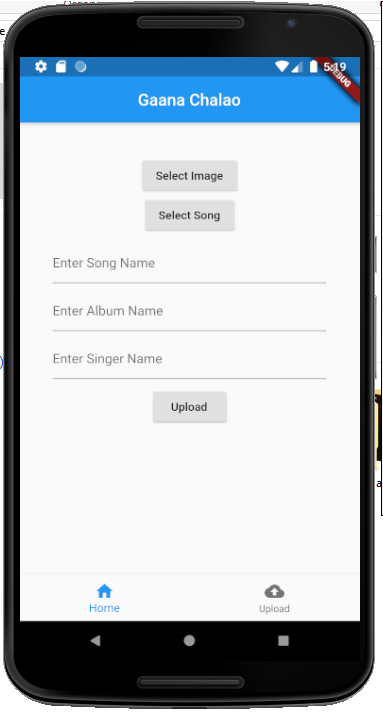 5:19
DEBUG
Gaana Chalao
Select Image
Select Song
Enter Song Name
Enter Album Name
Enter Singer Name
Upload
Home
Upload